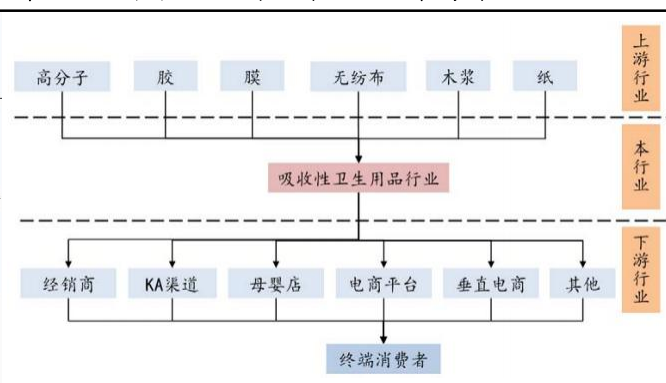 上游行业
高分子
胶
膜
无纺布
木浆
纸
本行业
吸收性卫生用品行业
下游行业
经销商
KA渠道
母婴店
电商平台
垂直电商
其他
终端消费者